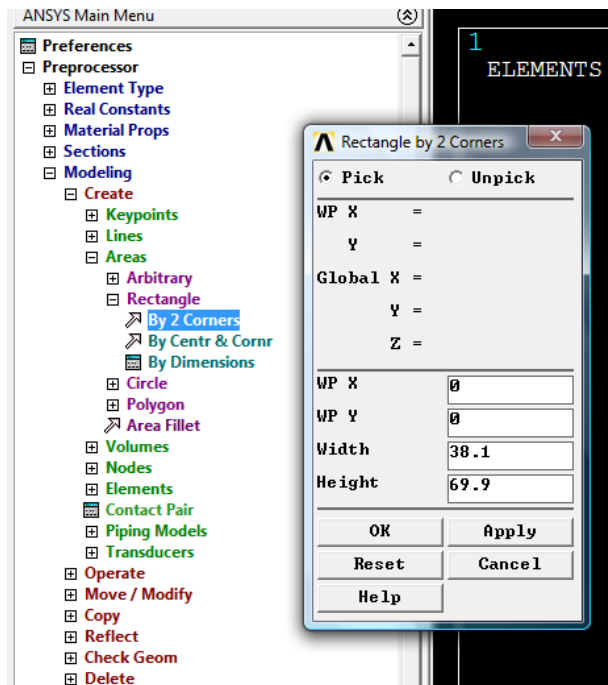 ANSYS Main Menu
Preferences
Preprocessor
Element Type
Real Constants
Material Props
Sections
Modeling
Create
Keypoints
Lines
Areas
Arbitrary
Rectangle
By 2 Corners
By Centr & Cornr
By Dimensions
Circle
Polygon
Area Fillet
Volumes
Nodes
Elements
Contact Pair
Piping Models
Transducers
Operate
Move / Modify
Copy
Reflect
Check Geom
Delete
1
ELEMENTS
Rectangle by 2 Corners
Pick Unpick
WP X =
Y =
Global X =
Y =
Z =
WP X 0
WP Y 0
Width 38.1
Height 69.9
OK Apply
Reset Cancel
Help